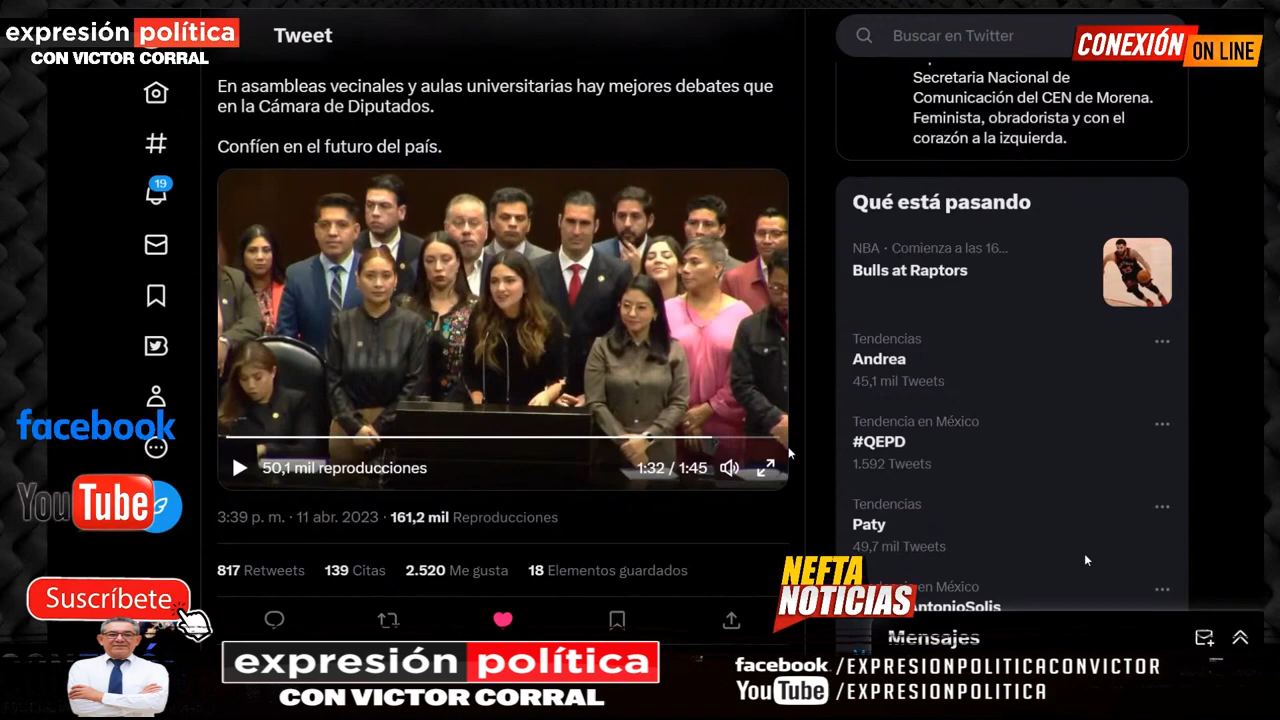 expresión política
CON VICTOR CORRAL
Tweet
Buscar en Twitter
CONEXIÓN ON LINE
En asambleas vecinales y aulas universitarias hay mejores debates que
en la Cámara de Diputados.
Confíen en el futuro del país.
Secretaria Nacional de
Comunicación del CEN de Morena.
Feminista, obradorista y con el
corazón a la izquierda.
19
Qué está pasando
NBA · Comienza a las 16...
Bulls at Raptors
Tendencias
Andrea
45,1 mil Tweets
Tendencia en México
#QEPD
1.592 Tweets
Tendencias
Paty
49,7 mil Tweets
en México
AntonioSolis
Mensajes
50,1 mil reproducciones
1:32 / 1:45
3:39 p. m. · 11 abr. 2023 · 161,2 mil Reproducciones
817 Retweets 139 Citas 2.520 Me gusta 18 Elementos guardados
facebook
YouTube
Suscríbete
NEFTA
NOTICIAS
expresión política
CON VICTOR CORRAL
facebook /EXPRESIONPOLITICACONVICTOR
YouTube /EXPRESIONPOLITICA